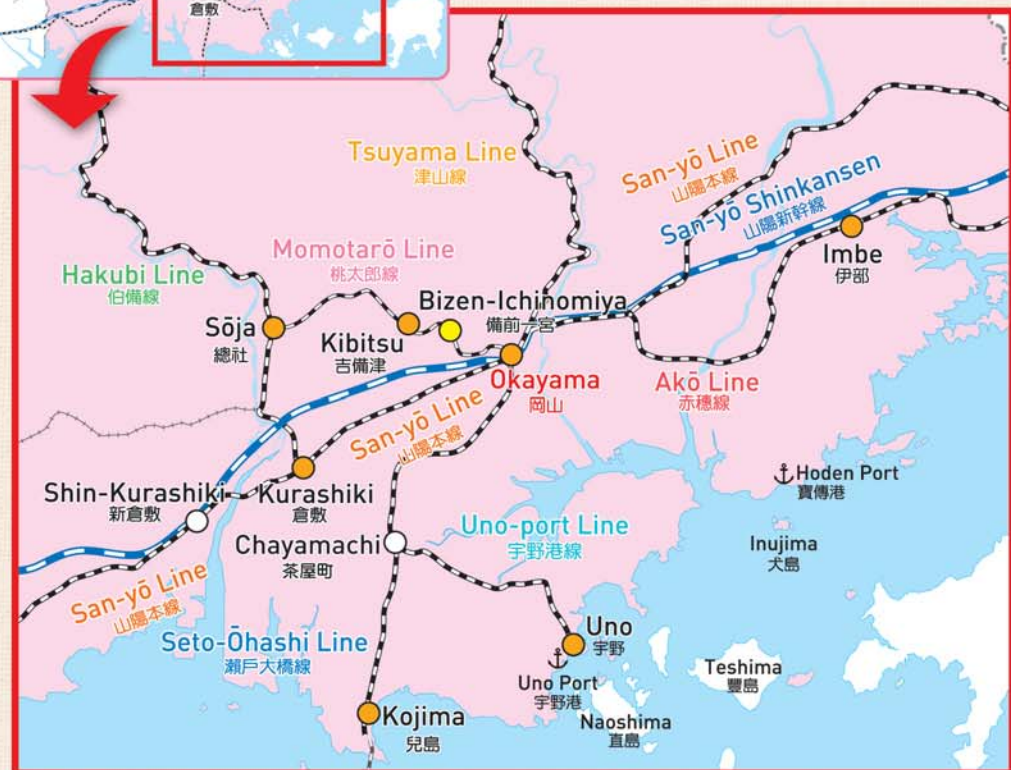 倉敷
Tsuyama Line
津山線
San-yō Line
山陽本線
San-yō Shinkansen
山陽新幹線
Imbe
伊部
Momotarō Line
桃太郎線
Hakubi Line
伯備線
Bizen-Ichinomiya
備前一宮
Sōja
總社
Kibitsu
吉備津
Okayama
岡山
Akō Line
赤穗線
San-yō Line
山陽本線
Hoden Port
寶傳港
Shin-Kurashiki
新倉敷
Kurashiki
倉敷
Uno-port Line
宇野港線
Chayamachi
茶屋町
Inujima
犬島
San-yō Line
山陽本線
Seto-Ōhashi Line
瀨戶大橋線
Uno
宇野
Teshima
豐島
Uno Port
宇野港
Naoshima
直島
Kojima
兒島